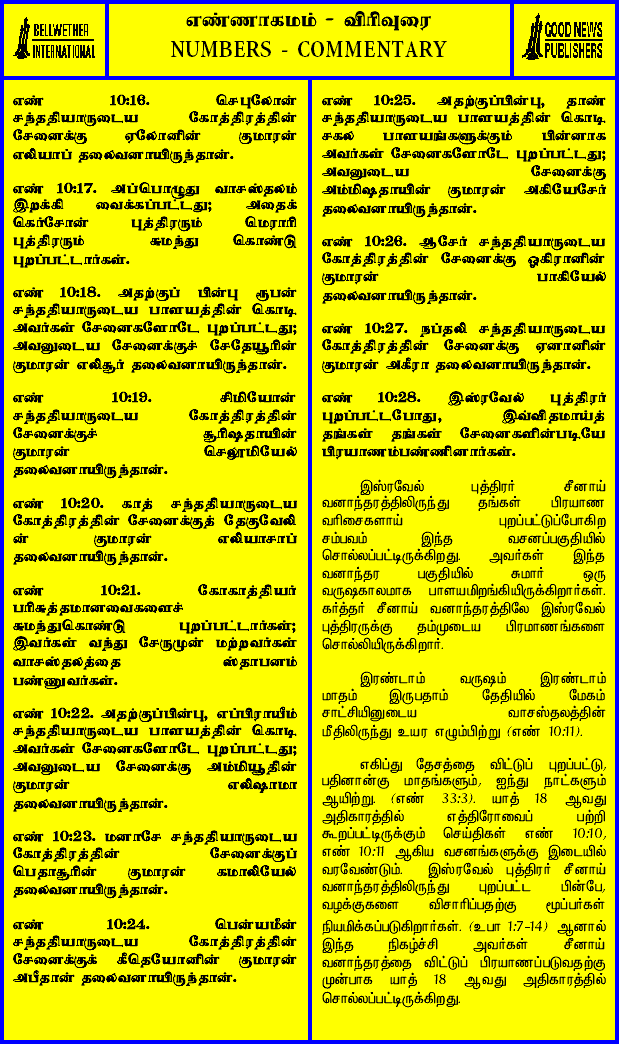 BELLWETHER
INTERNATIONAL
எண்ணாகமம் - விரிவுரை
NUMBERS - COMMENTARY
GOOD NEWS
PUBLISHERS
எண் 10:16. செபுலோன்
சந்ததியாருடைய கோத்திரத்தின்
சேனைக்கு ஏலோனின் குமாரன்
எலியாப் தலைவனாயிருந்தான்.
எண் 10:17. அப்பொழுது வாசஸ்தலம்
இறக்கி வைக்கப்பட்டது; அதைக்
கெர்சோன் புத்திரரும் மெராரி
புத்திரரும் சுமந்து கொண்டு
புறப்பட்டார்கள்.
எண் 10:18. அதற்குப் பின்பு ரூபன்
சந்ததியாருடைய பாளயத்தின் கொடி
அவர்கள் சேனைகளோடே புறப்பட்டது;
அவனுடைய சேனைக்குச் சேதேயூரின்
குமாரன் எலிசூர் தலைவனாயிருந்தான்.
எண் 10:19. சிமியோன்
சந்ததியாருடைய கோத்திரத்தின்
சேனைக்குச் சூரிஷதாயின்
குமாரன் செலூமியேல்
தலைவனாயிருந்தான்.
எண் 10:20. காத் சந்ததியாருடைய
கோத்திரத்தின் சேனைக்குத் தேகுவேலி
ன் குமாரன் எலியாசாப்
தலைவனாயிருந்தான்.
எண் 10:21. கோகாத்தியர்
பரிசுத்தமானவைகளைச்
சுமந்துகொண்டு புறப்பட்டார்கள்;
இவர்கள் வந்து சேருமுன் மற்றவர்கள்
வாசஸ்தலத்தை ஸ்தாபனம்
பண்ணுவர்கள்.
எண் 10:22. அதற்குப்பின்பு, எப்பிராயீம்
சந்ததியாருடைய பாளயத்தின் கொடி
அவர்கள் சேனைகளோடே புறப்பட்டது;
அவனுடைய சேனைக்கு அம்மியூதின்
குமாரன் எலிஷாமா
தலைவனாயிருந்தான்.
எண் 10:23. மனாசே சந்ததியாருடைய
கோத்திரத்தின் சேனைக்குப்
பெதாசூரின் குமாரன் கமாலியேல்
தலைவனாயிருந்தான்.
எண் 10:24. பென்யமீன்
சந்ததியாருடைய கோத்திரத்தின்
சேனைக்குக் கீதெயோனின் குமாரன்
அபீதான் தலைவனாயிருந்தான்.
எண் 10:25. அதற்குப்பின்பு, தாண்
சந்ததியாருடைய பாளயத்தின் கொடி
சகல பாளயங்களுக்கும் பின்னாக
அவர்கள் சேனைகளோடே புறப்பட்டது;
அவனுடைய சேனைக்கு
அம்மிஷதாயின் குமாரன் அகியேசேர்
தலைவனாயிருந்தான்.
எண் 10:26. ஆசேர் சந்ததியாருடைய
கோத்திரத்தின் சேனைக்கு ஓகிரானின்
குமாரன் பாகியேல்
தலைவனாயிருந்தான்.
எண் 10:27. நப்தலி சந்ததியாருடைய
கோத்திரத்தின் சேனைக்கு ஏனானின்
குமாரன் அகீரா தலைவனாயிருந்தான்.
எண் 10:28. இஸ்ரவேல் புத்திரர்
புறப்பட்டபோது, இவ்விதமாய்த்
தங்கள் தங்கள் சேனைகளின்படியே
பிரயாணம்பண்ணினார்கள்.
இஸ்ரவேல் புத்திரர் சீனாய்
வனாந்தரத்திலிருந்து தங்கள் பிரயாண
வரிசைகளாய் புறப்பட்டுப்போகிற
சம்பவம் இந்த வசனப்பகுதியில்
சொல்லப்பட்டிருக்கிறது. அவர்கள் இந்த
வனாந்தர பகுதியில் சுமார் ஒரு
வருஷகாலமாக பாளயமிறங்கியிருக்கிறார்கள்.
கர்த்தர் சீனாய் வனாந்தரத்திலே இஸ்ரவேல்
புத்திரருக்கு தம்முடைய பிரமாணங்களை
சொல்லியிருக்கிறார்.
இரண்டாம் வருஷம் இரண்டாம்
மாதம் இருபதாம் தேதியில் மேகம்
சாட்சியினுடைய வாசஸ்தலத்தின்
மீதிலிருந்து உயர எழும்பிற்று (எண் 10:11).
எகிப்து தேசத்தை விட்டுப் புறப்பட்டு,
பதினான்கு மாதங்களும், ஐந்து நாட்களும்
ஆயிற்று. (எண் 33:3). யாத் 18 ஆவது
அதிகாரத்தில் எத்திரோவைப் பற்றி
கூறப்பட்டிருக்கும் செய்திகள் எண் 10:10,
எண் 10:11 ஆகிய வசனங்களுக்கு இடையில்
வரவேண்டும். இஸ்ரவேல் புத்திரர் சீனாய்
வனாந்தரத்திலிருந்து புறப்பட்ட பின்பே,
வழக்குகளை விசாரிப்பதற்கு மூப்பர்கள்
நியமிக்கப்படுகிறார்கள். (உபா 1:7-14) ஆனால்
இந்த நிகழ்ச்சி அவர்கள் சீனாய்
வனாந்தரத்தை விட்டுப் பிரயாணப்படுவதற்கு
முன்பாக யாத் 18 ஆவது அதிகாரத்தில்
சொல்லப்பட்டிருக்கிறது.